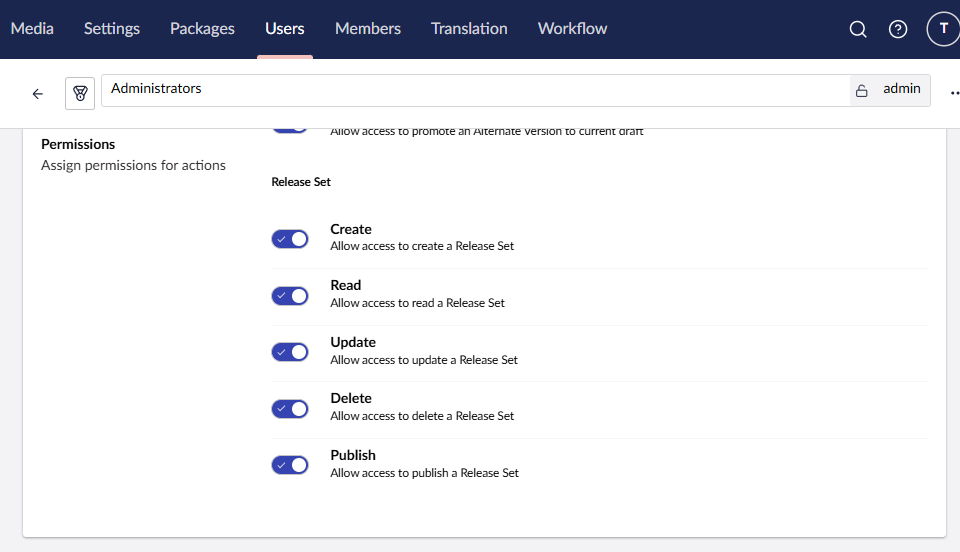 Media Settings Packages Users Members Translation Workflow T
Administrators admin
Permissions
Assign permissions for actions
Allow access to promote an Alternate Version to current draft
Release Set
Create
Allow access to create a Release Set
Read
Allow access to read a Release Set
Update
Allow access to update a Release Set
Delete
Allow access to delete a Release Set
Publish
Allow access to publish a Release Set